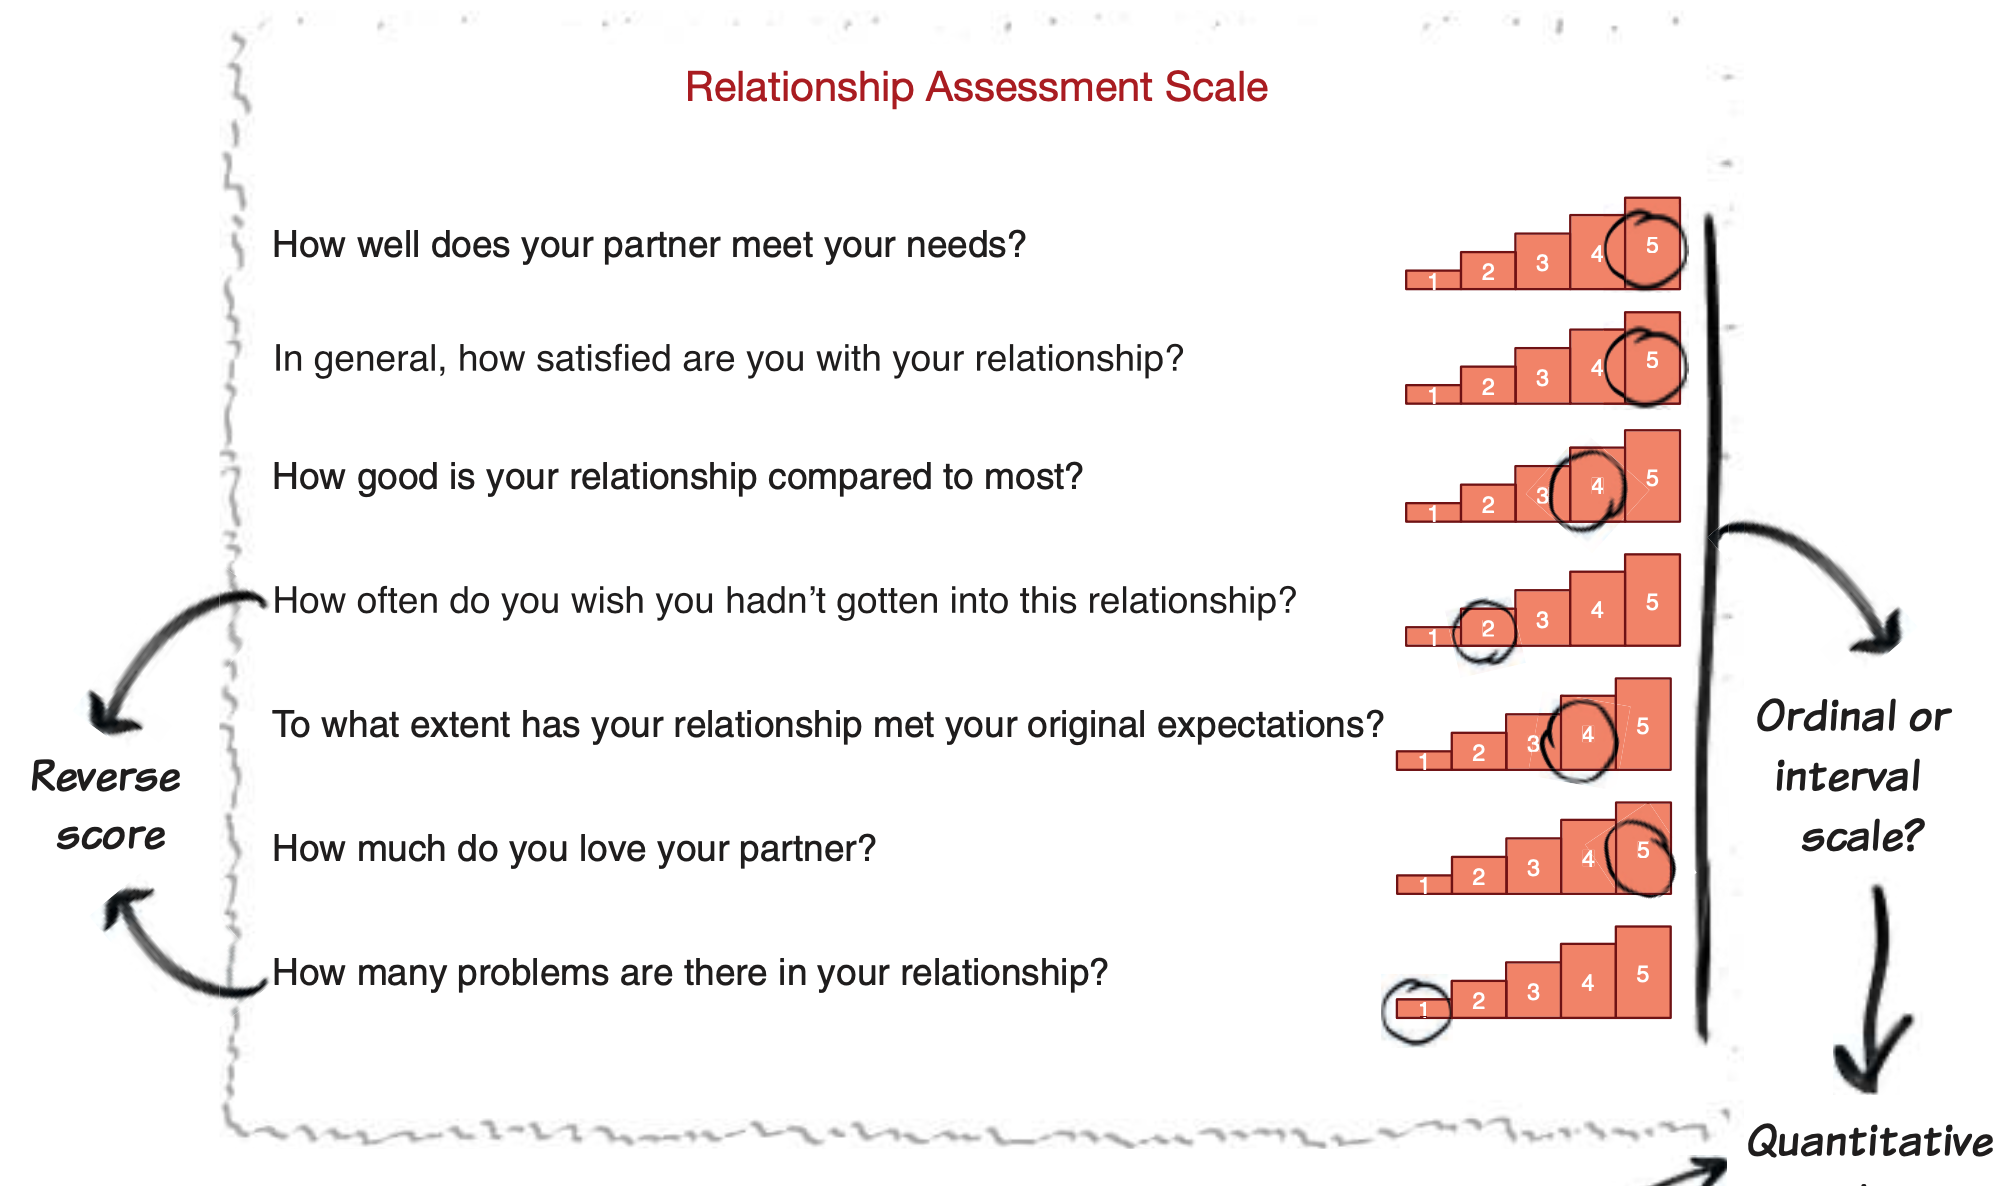 Relationship Assessment Scale
How well does your partner meet your needs?
1 2 3 4 5
In general, how satisfied are you with your relationship?
1 2 3 4 5
How good is your relationship compared to most?
1 2 3 4 5
How often do you wish you hadn't gotten into this relationship?
1 2 3 4 5
To what extent has your relationship met your original expectations?
1 2 3 4 5
How much do you love your partner?
1 2 3 4 5
How many problems are there in your relationship?
1 2 3 4 5
Reverse
score
Ordinal or
interval
scale?
Quantitative